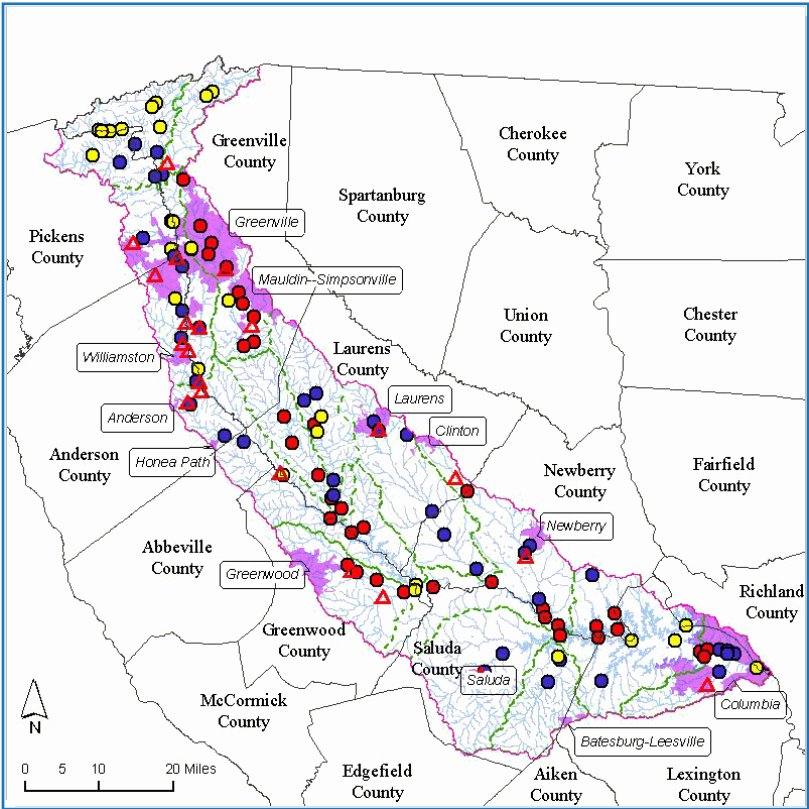 Greenville
County
Cherokee
County
York
County
Spartanburg
County
Greenville
Pickens
County
Mauldin--Simpsonville
Union
County
Chester
County
Williamston
Laurens
County
Laurens
Anderson
Clinton
Anderson
County
Honea Path
Newberry
County
Fairfield
County
Newberry
Abbeville
County
Greenwood
Richland
County
Greenwood
County
Saluda
County
Saluda
McCormick
County
Columbia
N
Batesburg-Leesville
0 5 10 20 Miles
Edgefield
County
Aiken
County
Lexington
County